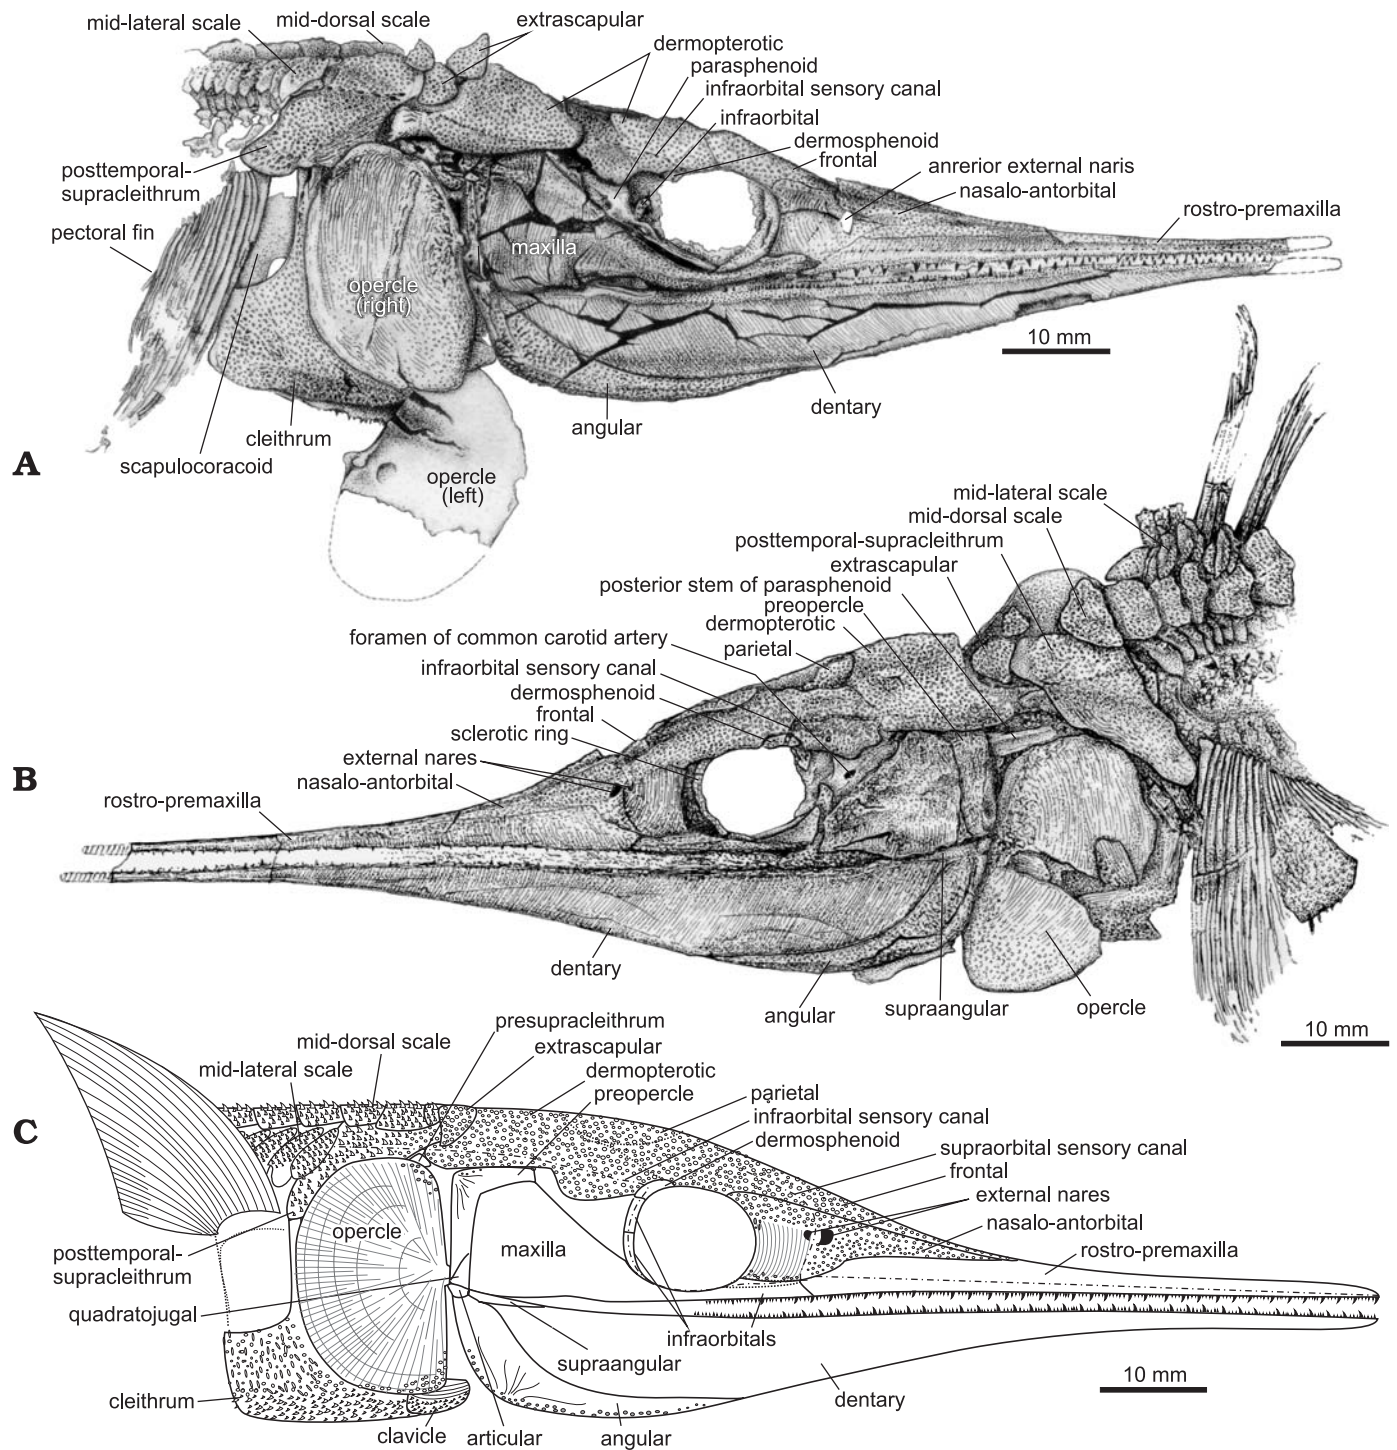 mid-lateral scale
mid-dorsal scale
extrascapular
dermopterotic
parasphenoid
infraorbital sensory canal
infraorbital
dermosphenoid
frontal
anrerior external naris
nasalo-antorbital
rostro-premaxilla
posttemporal-
supracleithrum
pectoral fin
maxilla
opercle
(right)
10 mm
dentary
angular
cleithrum
scapulocoracoid
opercle
(left)
A
mid-lateral scale
mid-dorsal scale
posttemporal-supracleithrum
extrascapular
posterior stem of parasphenoid
preopercle
dermopterotic
foramen of common carotid artery
parietal
infraorbital sensory canal
dermosphenoid
frontal
sclerotic ring
external nares
nasalo-antorbital
rostro-premaxilla
B
dentary
angular
supraangular
opercle
10 mm
presupracleithrum
mid-dorsal scale
extrascapular
mid-lateral scale
dermopterotic
preopercle
parietal
infraorbital sensory canal
dermosphenoid
supraorbital sensory canal
frontal
external nares
nasalo-antorbital
rostro-premaxilla
C
opercle
maxilla
posttemporal-
supracleithrum
quadratojugal
infraorbitals
supraangular
cleithrum
dentary
10 mm
clavicle
articular
angular